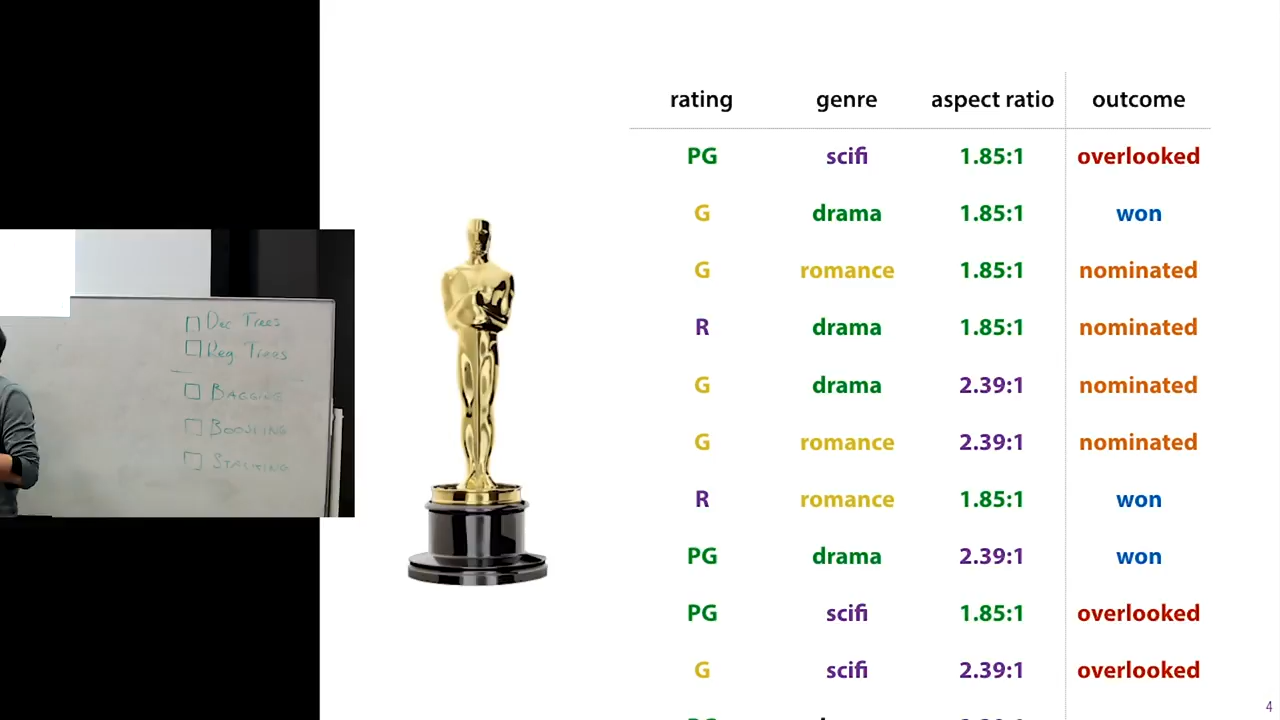 rating genre aspect ratio outcome
PG scifi 1.85:1 overlooked
G drama 1.85:1 won
G romance 1.85:1 nominated
R drama 1.85:1 nominated
G drama 2.39:1 nominated
G romance 2.39:1 nominated
R romance 1.85:1 won
PG drama 2.39:1 won
PG scifi 1.85:1 overlooked
G scifi 2.39:1 overlooked
4
Dec Trees
Reg Trees
BAGGING
BOOSTING
STACKING